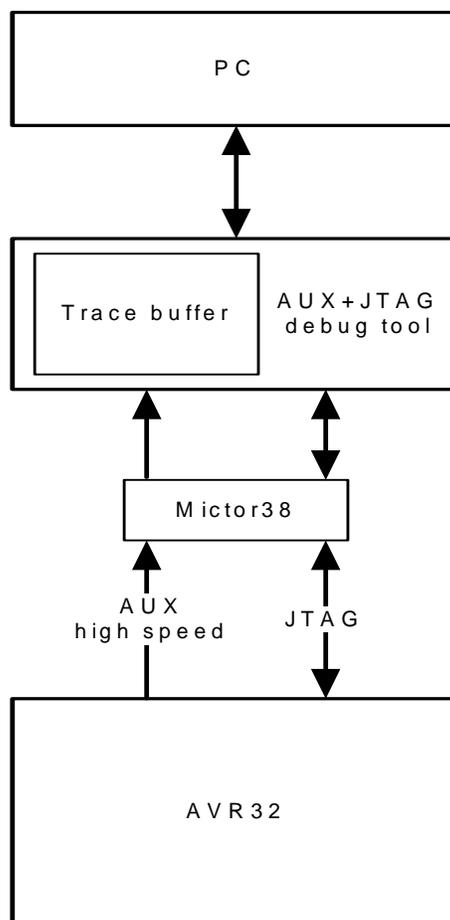 PC
Trace buffer
AUX+JTAG
debug tool
Mictor38
AUX
high speed
JTAG
AVR32